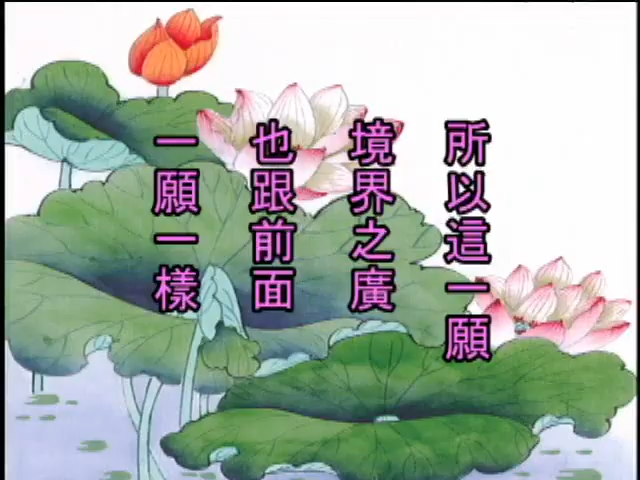 所以這一願
境界之廣
也跟前面
一願一樣